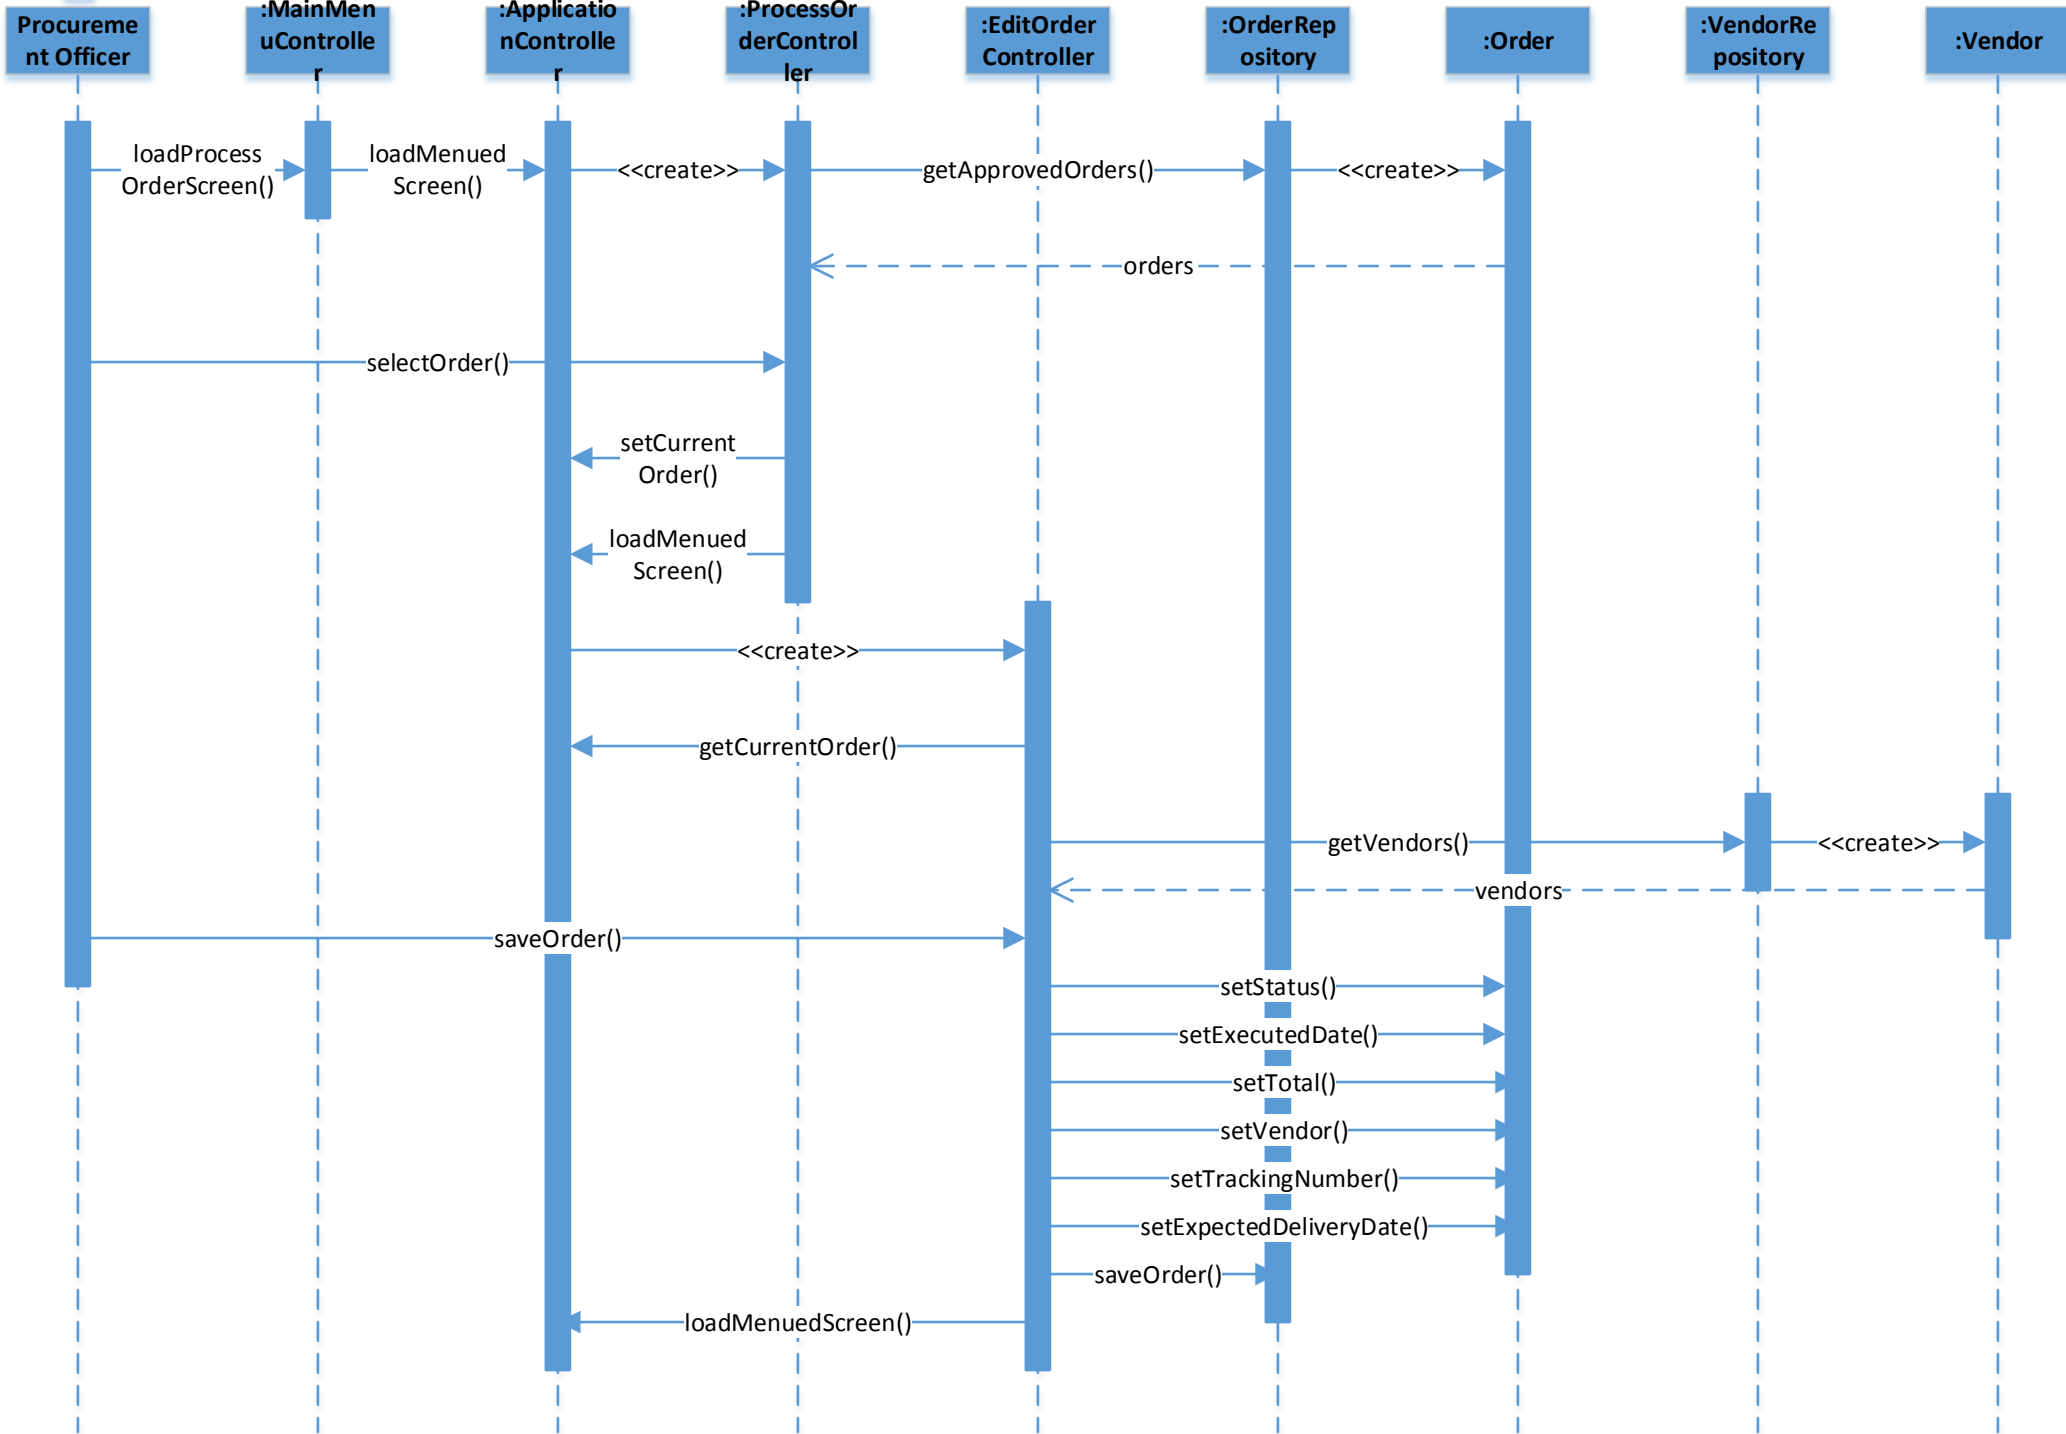 Procureme
nt Officer
:MainMen
uControlle
r
:Applicatio
nControlle
r
:ProcessOr
derControl
ler
:EditOrder
Controller
:OrderRep
ository
:Order
:VendorRe
pository
:Vendor
loadProcess
OrderScreen()
loadMenued
Screen()
<<create>>
getApprovedOrders()
<<create>>
orders
selectOrder()
setCurrent
Order()
loadMenued
Screen()
<<create>>
getCurrentOrder()
getVendors()
<<create>>
vendors
saveOrder()
setStatus()
setExecutedDate()
setTotal()
setVendor()
setTrackingNumber()
setExpectedDeliveryDate()
saveOrder()
loadMenuedScreen()